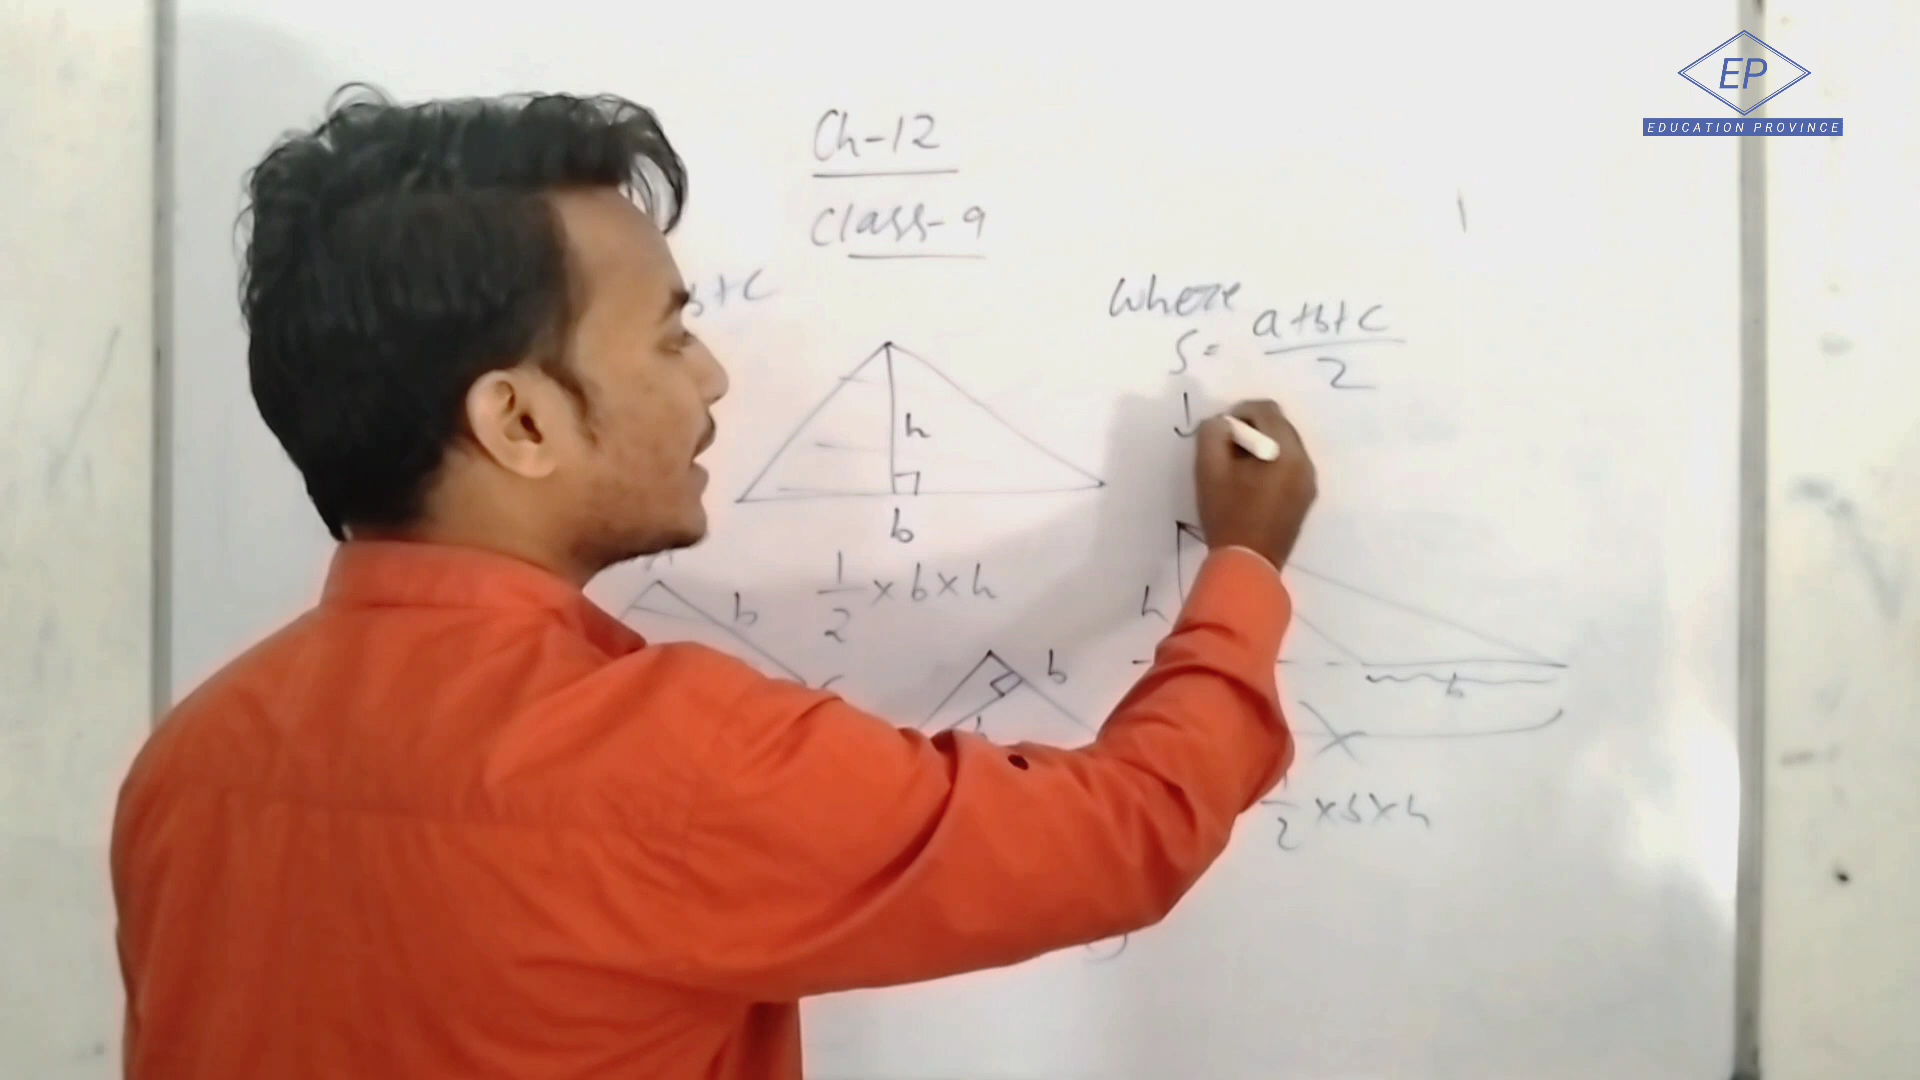 EP
EDUCATION PROVINCE
Ch-12
Class-9
b+c
where
S = a+b+c
2
h
b
1
2 × b × h
b
h
b
b
1
2 × b × h